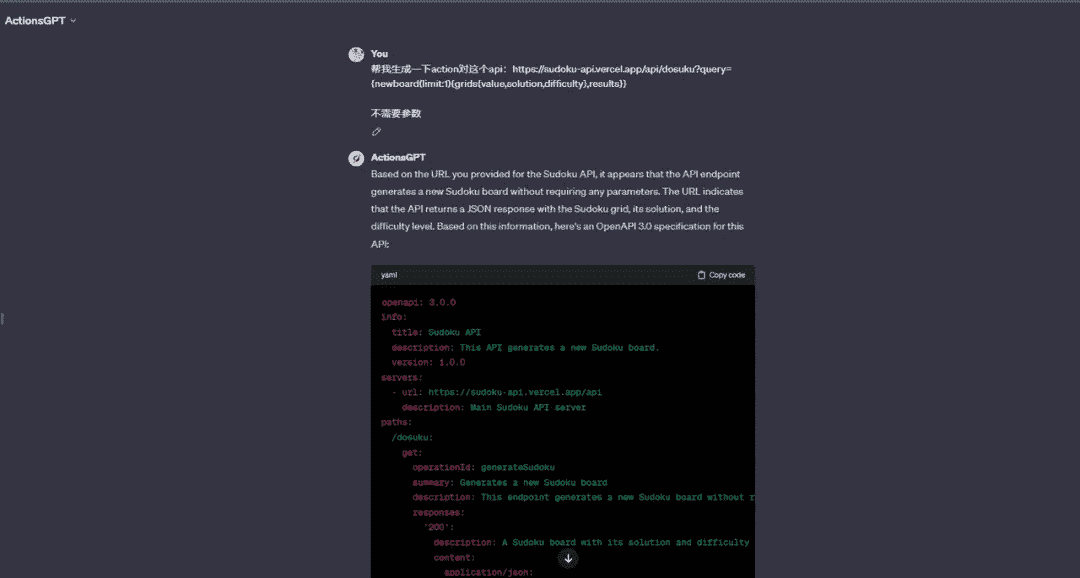 ActionsGPT
You
帮我生成一下action对这个api：https://sudoku-api.vercel.app/api/dosuku?query=
{newboard(limit:1){grids{value,solution,difficulty},results}}
不需要参数
ActionsGPT
Based on the URL you provided for the Sudoku API, it appears that the API endpoint
generates a new Sudoku board without requiring any parameters. The URL indicates
that the API returns a JSON response with the Sudoku grid, its solution, and the
difficulty level. Based on this information, here's an OpenAPI 3.0 specification for this
API:
yaml
Copy code
openapi: 3.0.0
info:
title: Sudoku API
description: This API generates a new Sudoku board.
version: 1.0.0
servers:
- url: https://sudoku-api.vercel.app/api
description: Main Sudoku API server
paths:
/dosuku:
get:
operationId: generateSudoku
summary: Generates a new Sudoku board
description: This endpoint generates a new Sudoku board without r
responses:
'200':
description: A Sudoku board with its solution and difficulty
content:
application/json: